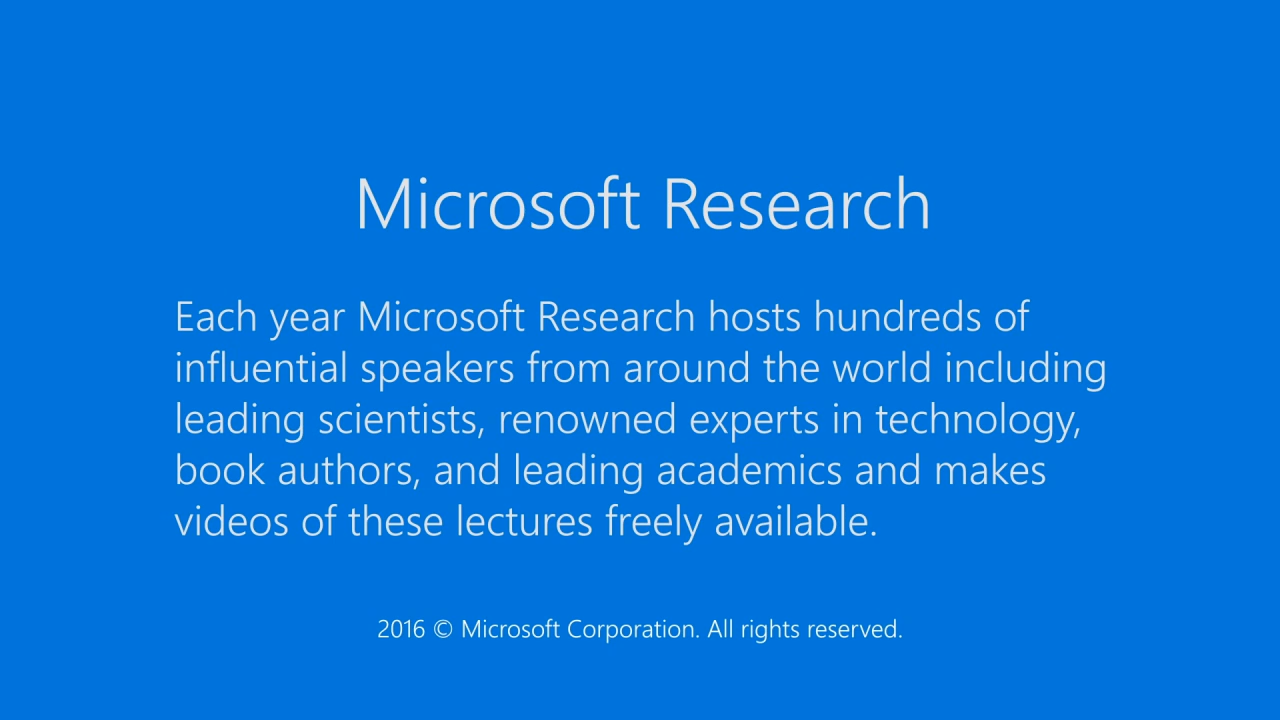 Microsoft Research
Each year Microsoft Research hosts hundreds of
influential speakers from around the world including
leading scientists, renowned experts in technology,
book authors, and leading academics and makes
videos of these lectures freely available.
2016 © Microsoft Corporation. All rights reserved.